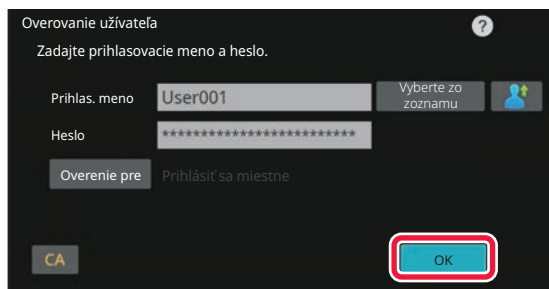 Overovanie užívateľa
?
Zadajte prihlasovacie meno a heslo.
Prihlas. meno User001 Vyberte zo
zoznamu
Heslo *************************
Overenie pre Prihlásiť sa miestne
CA OK